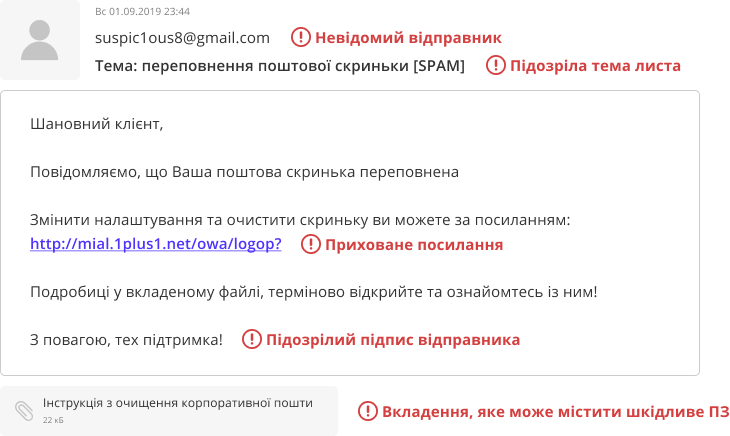 Вс 01.09.2019 23:44
suspic1ous8@gmail.com Невідомий відправник
Тема: переповнення поштової скриньки [SPAM] Підозріла тема листа
Шановний клієнт,
Повідомляємо, що Ваша поштова скринька переповнена
Змінити налаштування та очистити скриньку ви можете за посиланням:
http://mial.1plus1.net/owa/logop? Приховане посилання
Подробиці у вкладеному файлі, терміново відкрийте та ознайомтесь із ним!
З повагою, тех підтримка! Підозрілий підпис відправника
Інструкція з очищення корпоративної пошти
22 кБ
Вкладення, яке може містити шкідливе ПЗ